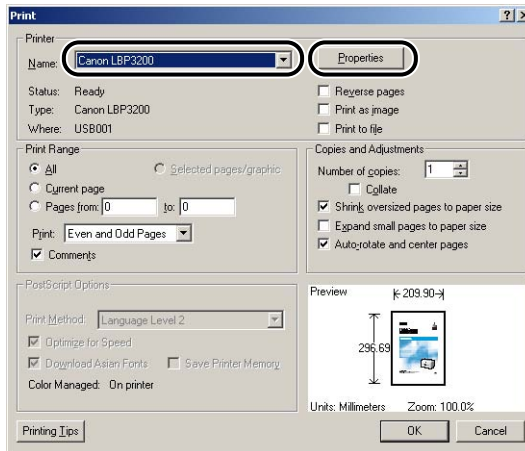 Print
Printer
Name: Canon LBP3200
Properties
Status: Ready
Type: Canon LBP3200
Where: USB001
Reverse pages
Print as image
Print to file
Print Range
All
Selected pages/graphic
Current page
Pages from: 0 to: 0
Print: Even and Odd Pages
Comments
Copies and Adjustments
Number of copies: 1
Collate
Shrink oversized pages to paper size
Expand small pages to paper size
Auto-rotate and center pages
PostScript Options
Print Method: Language Level 2
Optimize for Speed
Download Asian Fonts
Save Printer Memory
Color Managed: On printer
Preview
209.90
296.69
Units: Millimeters Zoom: 100.0%
Printing Tips
OK
Cancel